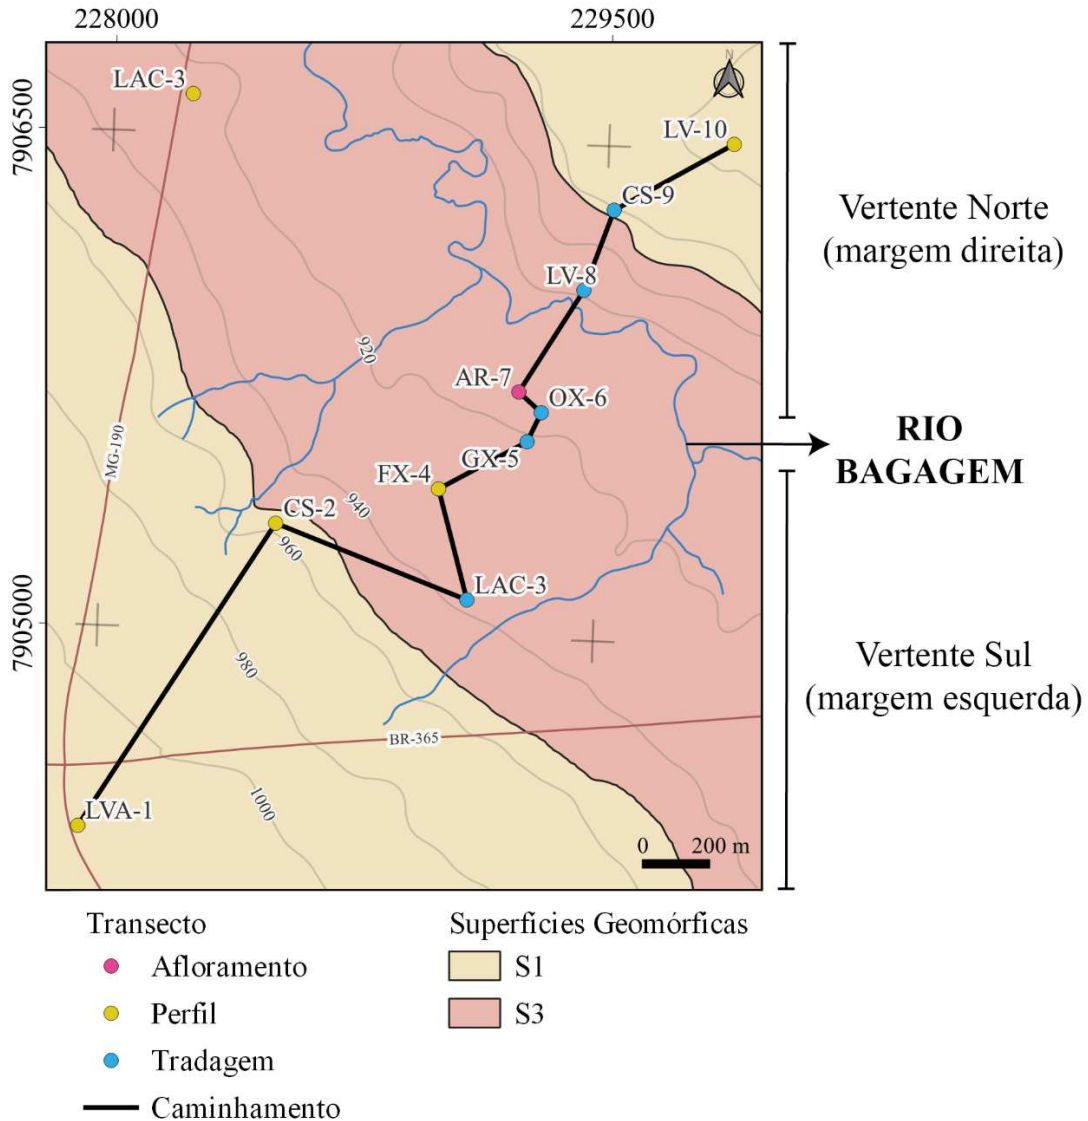 228000
229500
N
LAC-3
7906500
LV-10
CS-9
Vertente Norte
(margem direita)
LV-8
920
AR-7
OX-6
MG-190
GX-5
RIO
BAGAGEM
FX-4
940
CS-2
960
LAC-3
7905000
980
Vertente Sul
(margem esquerda)
BR-365
1000
LVA-1
0 200 m
Transecto
Afloramento
Perfil
Tradagem
Caminhamento
Superfícies Geomórficas
S1
S3